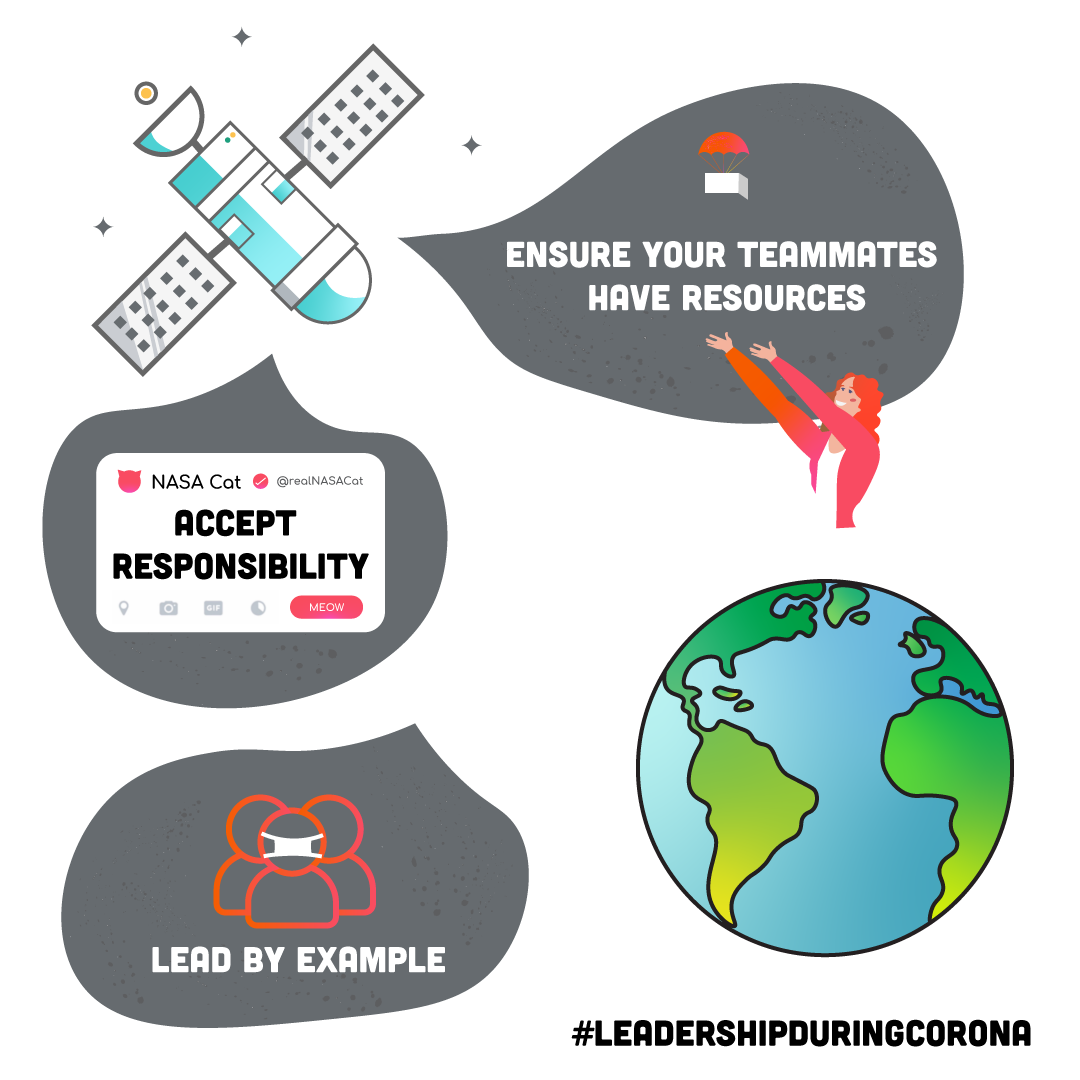 ENSURE YOUR TEAMMATES
HAVE RESOURCES
NASA Cat @realNASACat
ACCEPT
RESPONSIBILITY
GIF MEOW
LEAD BY EXAMPLE
#LEADERSHIPDURINGCORONA